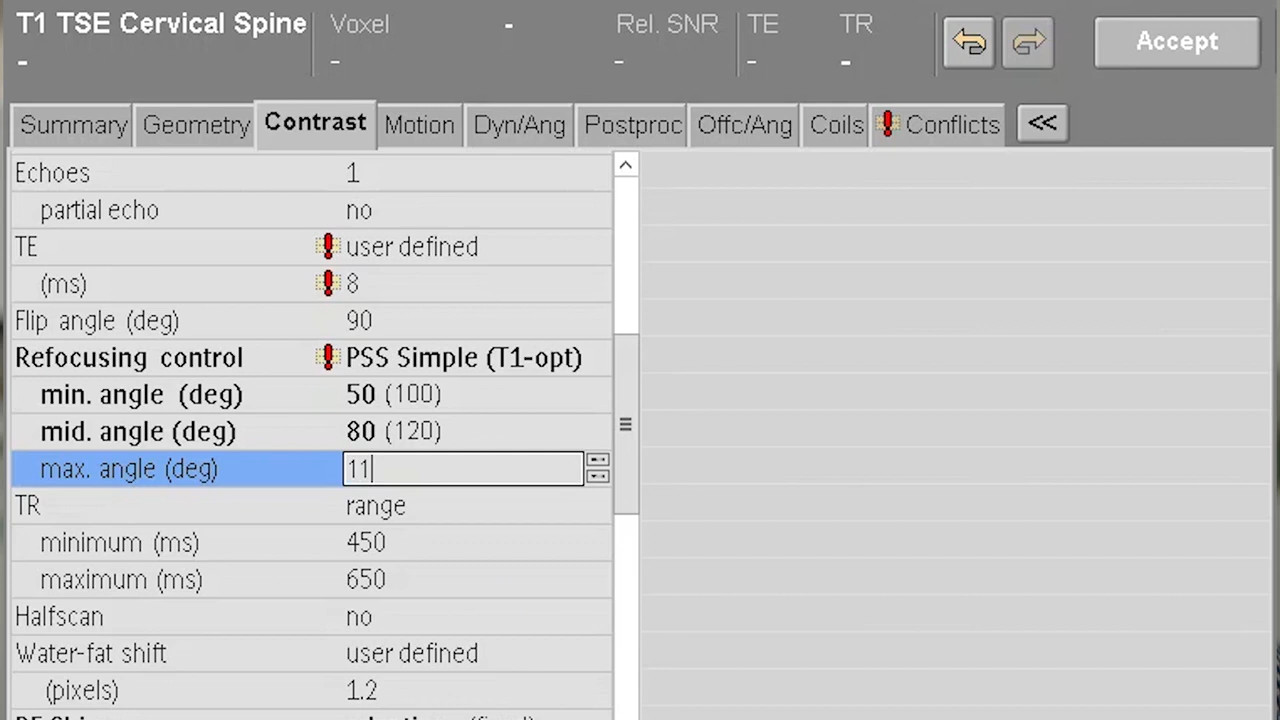 T1 TSE Cervical Spine Voxel - Rel. SNR TE TR Accept
- - - - -
Summary Geometry Contrast Motion Dyn/Ang Postproc Offc/Ang Coils Conflicts <<
Echoes 1
partial echo no
TE user defined
(ms) 8
Flip angle (deg) 90
Refocusing control PSS Simple (T1-opt)
min. angle (deg) 50 (100)
mid. angle (deg) 80 (120)
max. angle (deg) 11
TR range
minimum (ms) 450
maximum (ms) 650
Halfscan no
Water-fat shift user defined
(pixels) 1.2